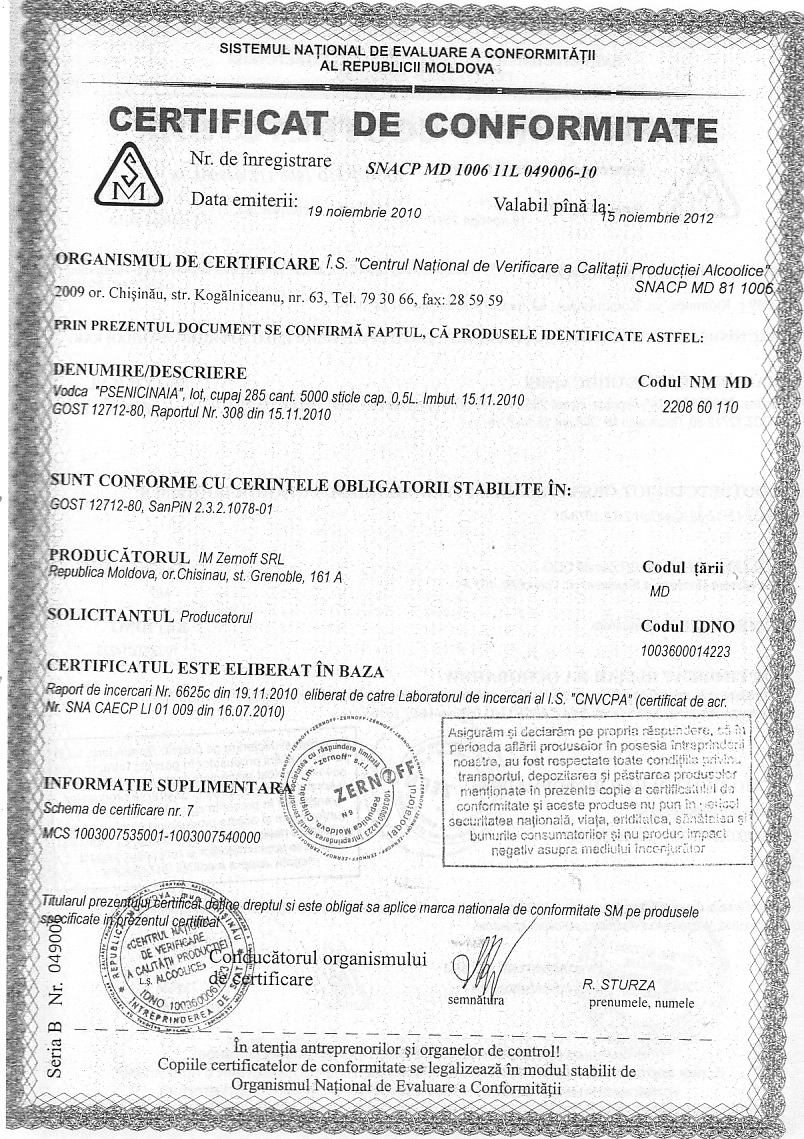 SISTEMUL NAȚIONAL DE EVALUARE A CONFORMITĂȚII
AL REPUBLICII MOLDOVA
CERTIFICAT DE CONFORMITATE
SM
Nr. de înregistrare SNACP MD 1006 11L 049006-10
Data emiterii: 19 noiembrie 2010 Valabil pînă la: 15 noiembrie 2012
ORGANISMUL DE CERTIFICARE Î.S. "Centrul Național de Verificare a Calitații Producției Alcoolice"
SNACP MD 81 1006
2009 or. Chișinău, str. Kogălniceanu, nr. 63, Tel. 79 30 66, fax: 28 59 59
PRIN PREZENTUL DOCUMENT SE CONFIRMĂ FAPTUL, CĂ PRODUSELE IDENTIFICATE ASTFEL:
DENUMIRE/DESCRIERE Codul NM MD
Vodca "PSENICINAIA", lot, cupaj 285 cant. 5000 sticle cap. 0,5L. Imbut. 15.11.2010 2208 60 110
GOST 12712-80, Raportul Nr. 308 din 15.11.2010
SUNT CONFORME CU CERINȚELE OBLIGATORII STABILITE ÎN:
GOST 12712-80, SanPiN 2.3.2.1078-01
PRODUCĂTORUL IM Zernoff SRL Codul țării
Republica Moldova, or.Chisinau, st. Grenoble, 161 A MD
SOLICITANTUL Producatorul Codul IDNO
1003600014223
CERTIFICATUL ESTE ELIBERAT ÎN BAZA
Raport de incercari Nr. 6625c din 19.11.2010 eliberat de catre Laboratorul de incercari al I.S. "CNVCPA" (certificat de acr.
Nr. SNA CAECP LI 01 009 din 16.07.2010)
Asigurăm și declarăm pe propria răspundere, că în
perioada aflării produselor în posesia întreprinderii
noastre, au fost respectate toate condițiile privind
transportul, depozitarea și păstrarea produselor
menționate în prezenta copie a certificatului de
conformitate și aceste produse nu pun în pericol
securitatea națională, viața, ereditatea, sănătatea și
bunurile consumatorilor și nu produc impact
negativ asupra mediului înconjurător
ZERNOFF
laboratorul
INFORMAȚIE SUPLIMENTARĂ
Schema de certificare nr. 7
MCS 1003007535001-1003007540000
Titularul prezentului certificat deține dreptul si este obligat sa aplice marca nationala de conformitate SM pe produsele
specificate in prezentul certificat
«CENTRUL NAȚIONAL
DE VERIFICARE
A CALITĂȚII PRODUCȚIEI
ALCOOLICE»
Conducătorul organismului
de certificare
semnătura
R. STURZA
prenumele, numele
Seria B Nr. 04900
În atenția antreprenorilor și organelor de control!
Copiile certificatelor de conformitate se legalizează în modul stabilit de
Organismul Național de Evaluare a Conformității